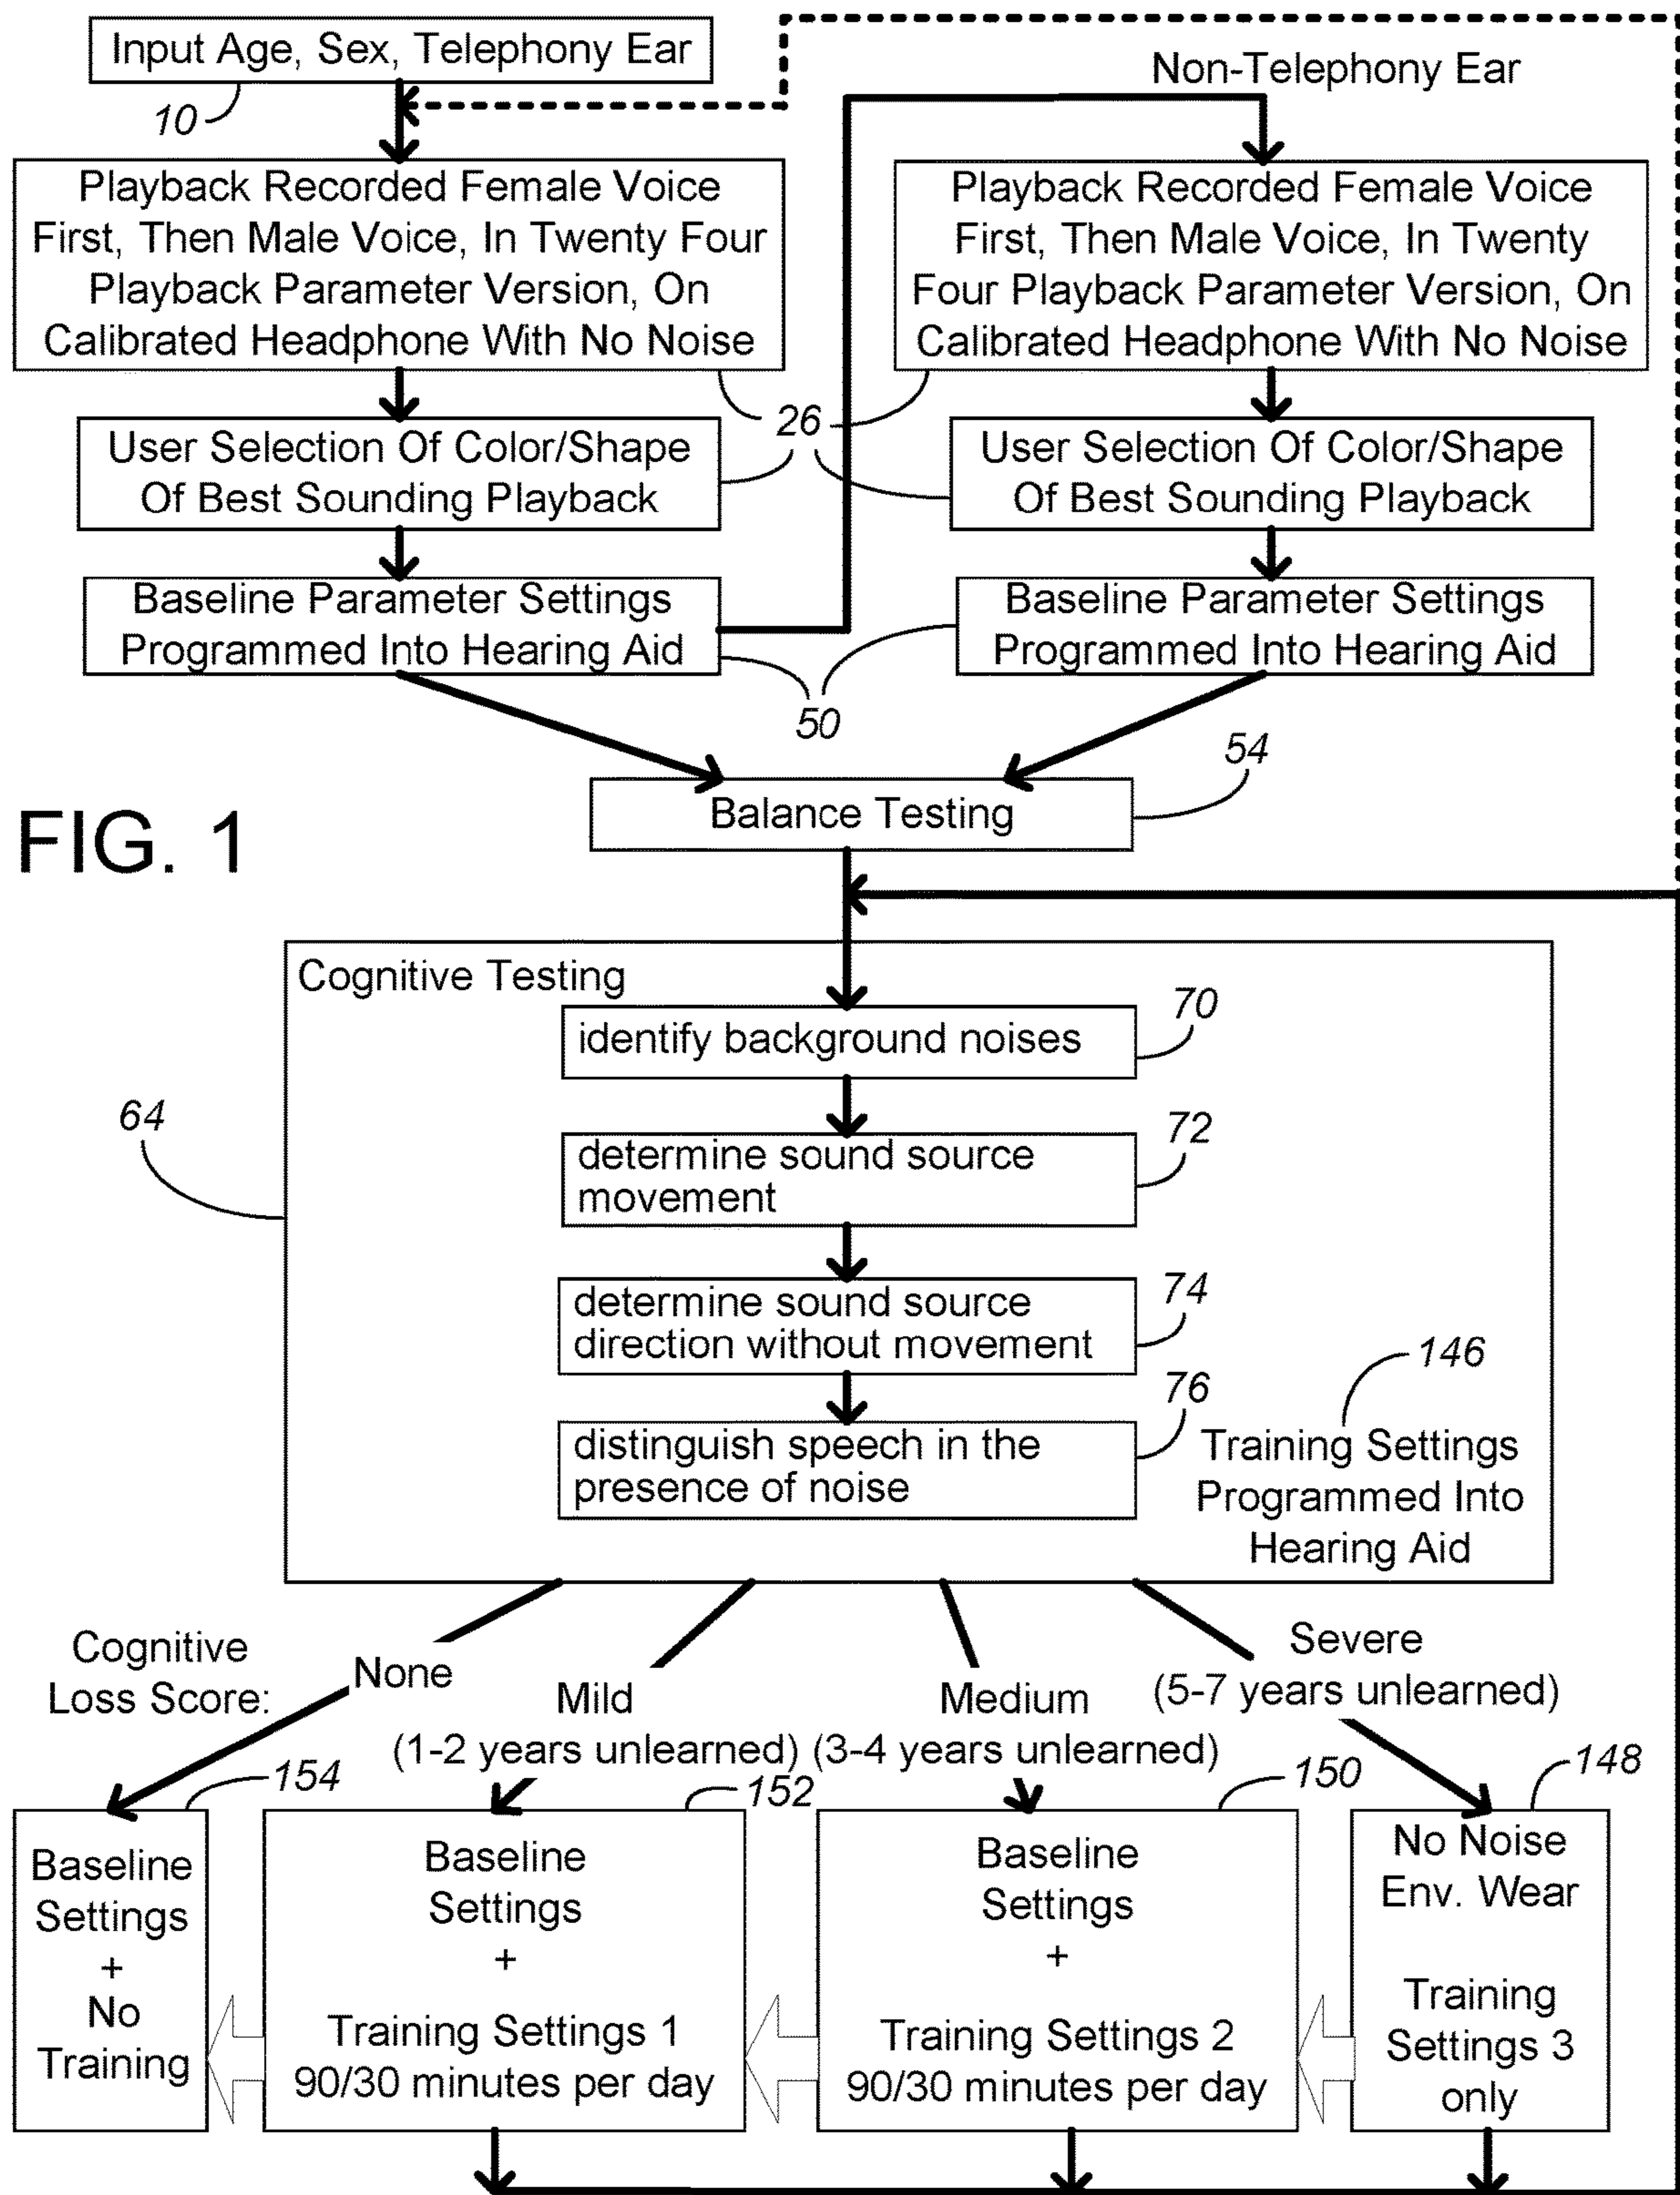 Input Age, Sex, Telephony Ear
10
Non-Telephony Ear
Playback Recorded Female Voice
First, Then Male Voice, In Twenty Four
Playback Parameter Version, On
Calibrated Headphone With No Noise
Playback Recorded Female Voice
First, Then Male Voice, In Twenty
Four Playback Parameter Version, On
Calibrated Headphone With No Noise
26
User Selection Of Color/Shape
Of Best Sounding Playback
User Selection Of Color/Shape
Of Best Sounding Playback
Baseline Parameter Settings
Programmed Into Hearing Aid
Baseline Parameter Settings
Programmed Into Hearing Aid
50
54
Balance Testing
FIG. 1
Cognitive Testing
64
70
identify background noises
72
determine sound source
movement
74
determine sound source
direction without movement
76
distinguish speech in the
presence of noise
146
Training Settings
Programmed Into
Hearing Aid
Cognitive
Loss Score:
None
Mild
(1-2 years unlearned)
Medium
(3-4 years unlearned)
Severe
(5-7 years unlearned)
154
Baseline
Settings
+
No
Training
152
Baseline
Settings
+
Training Settings 1
90/30 minutes per day
150
Baseline
Settings
+
Training Settings 2
90/30 minutes per day
148
No Noise
Env. Wear
Training
Settings 3
only